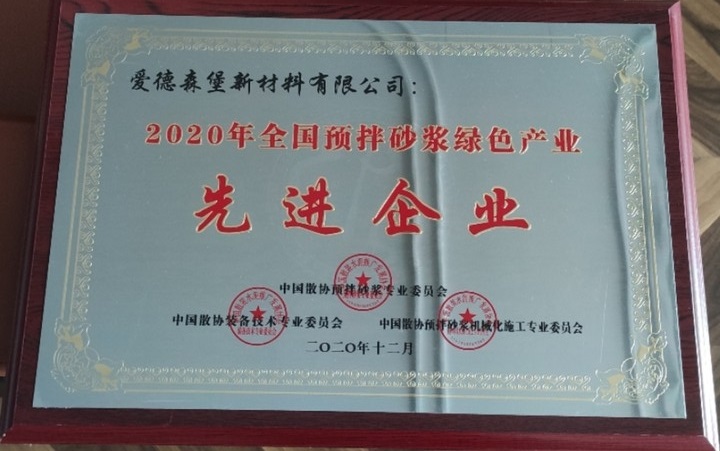 爱德森堡新材料有限公司：
2020年全国预拌砂浆绿色产业
先进企业
中国散协预拌砂浆专业委员会
中国散协装备技术专业委员会 中国散协预拌砂浆机械化施工专业委员会
二〇二〇年十二月